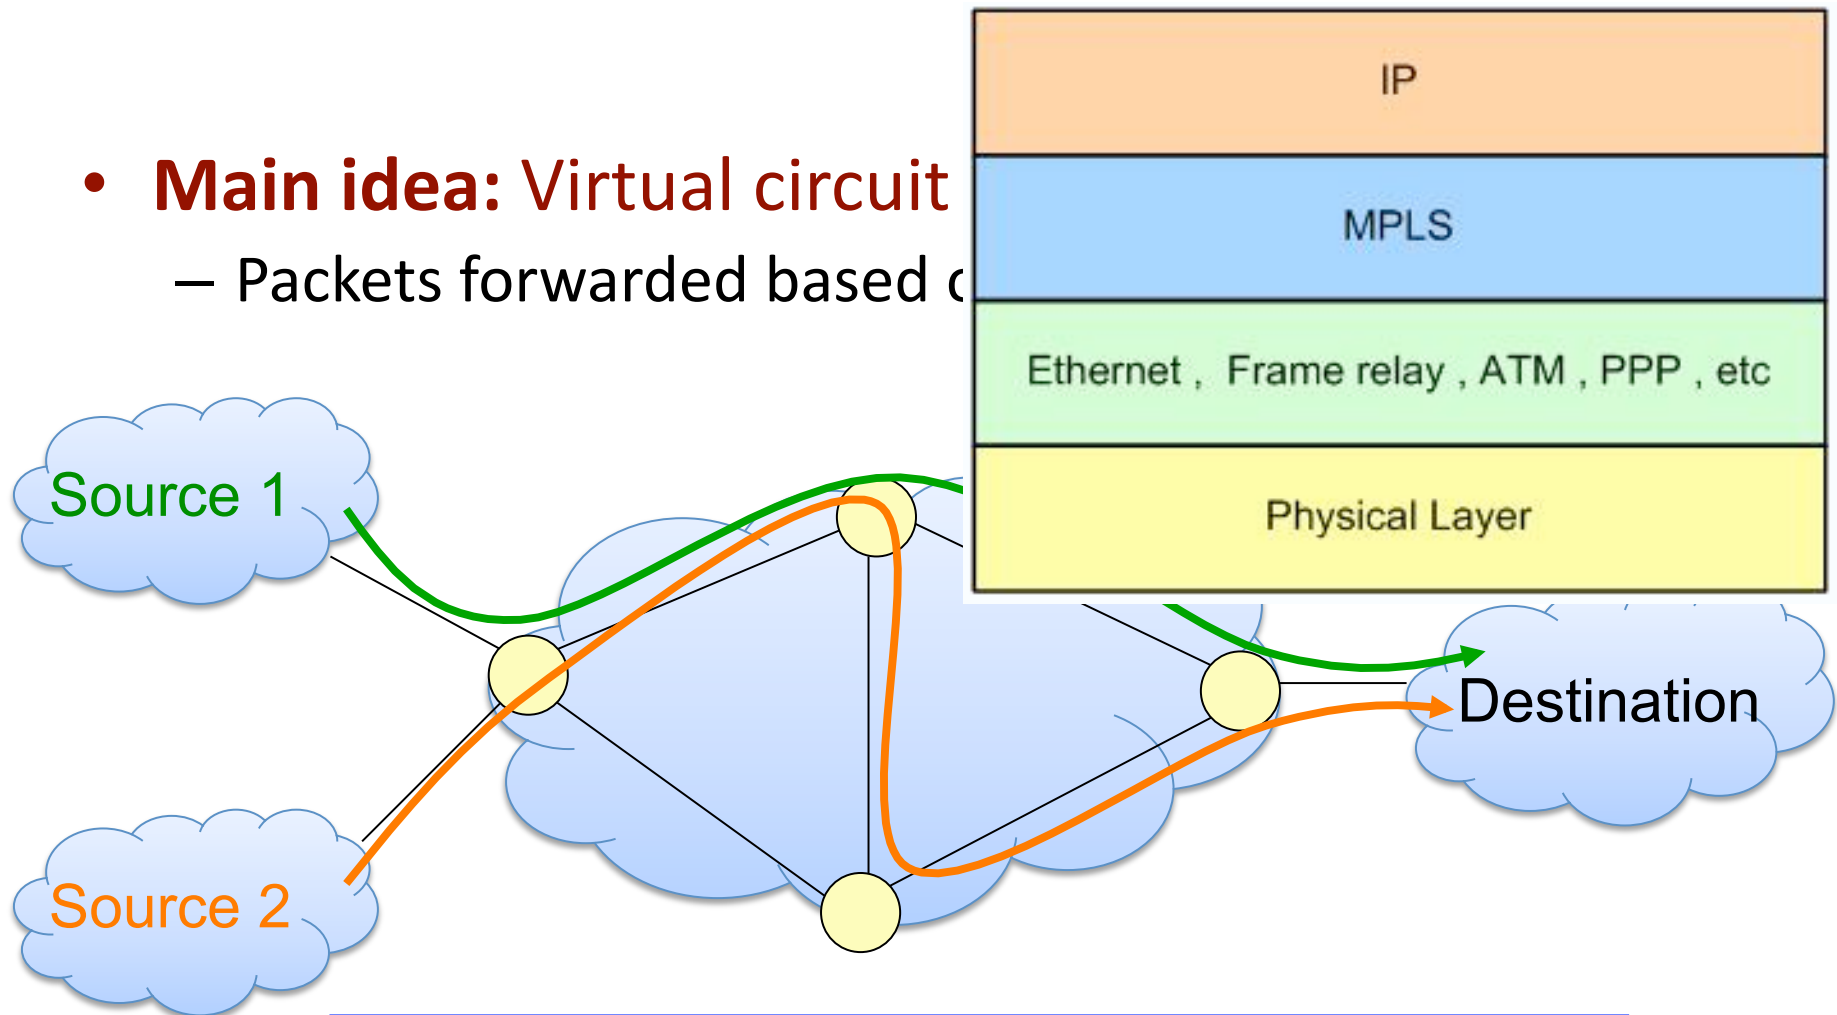 • Main idea: Virtual circuit
– Packets forwarded based
IP
MPLS
Ethernet , Frame relay , ATM , PPP , etc
Physical Layer
Source 1
Destination
Source 2